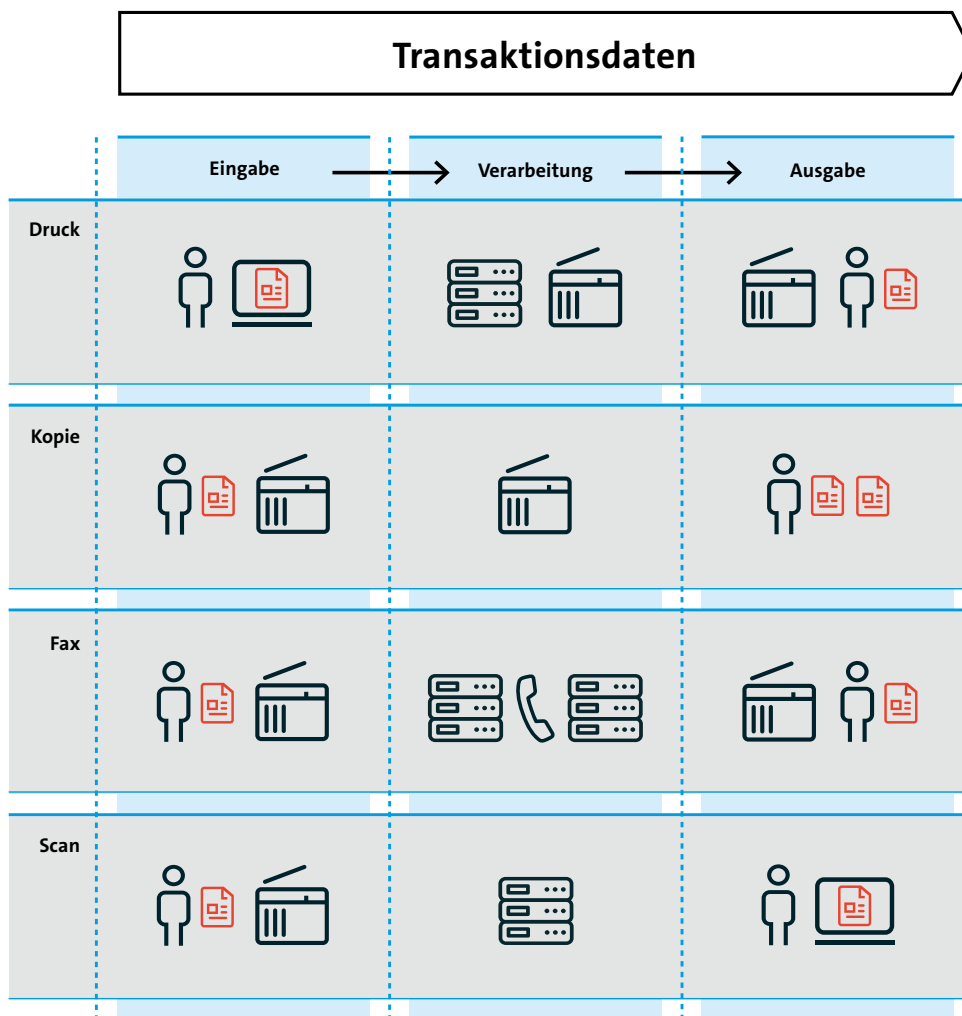 Transaktionsdaten
Eingabe
Verarbeitung
Ausgabe
Druck
Kopie
Fax
Scan